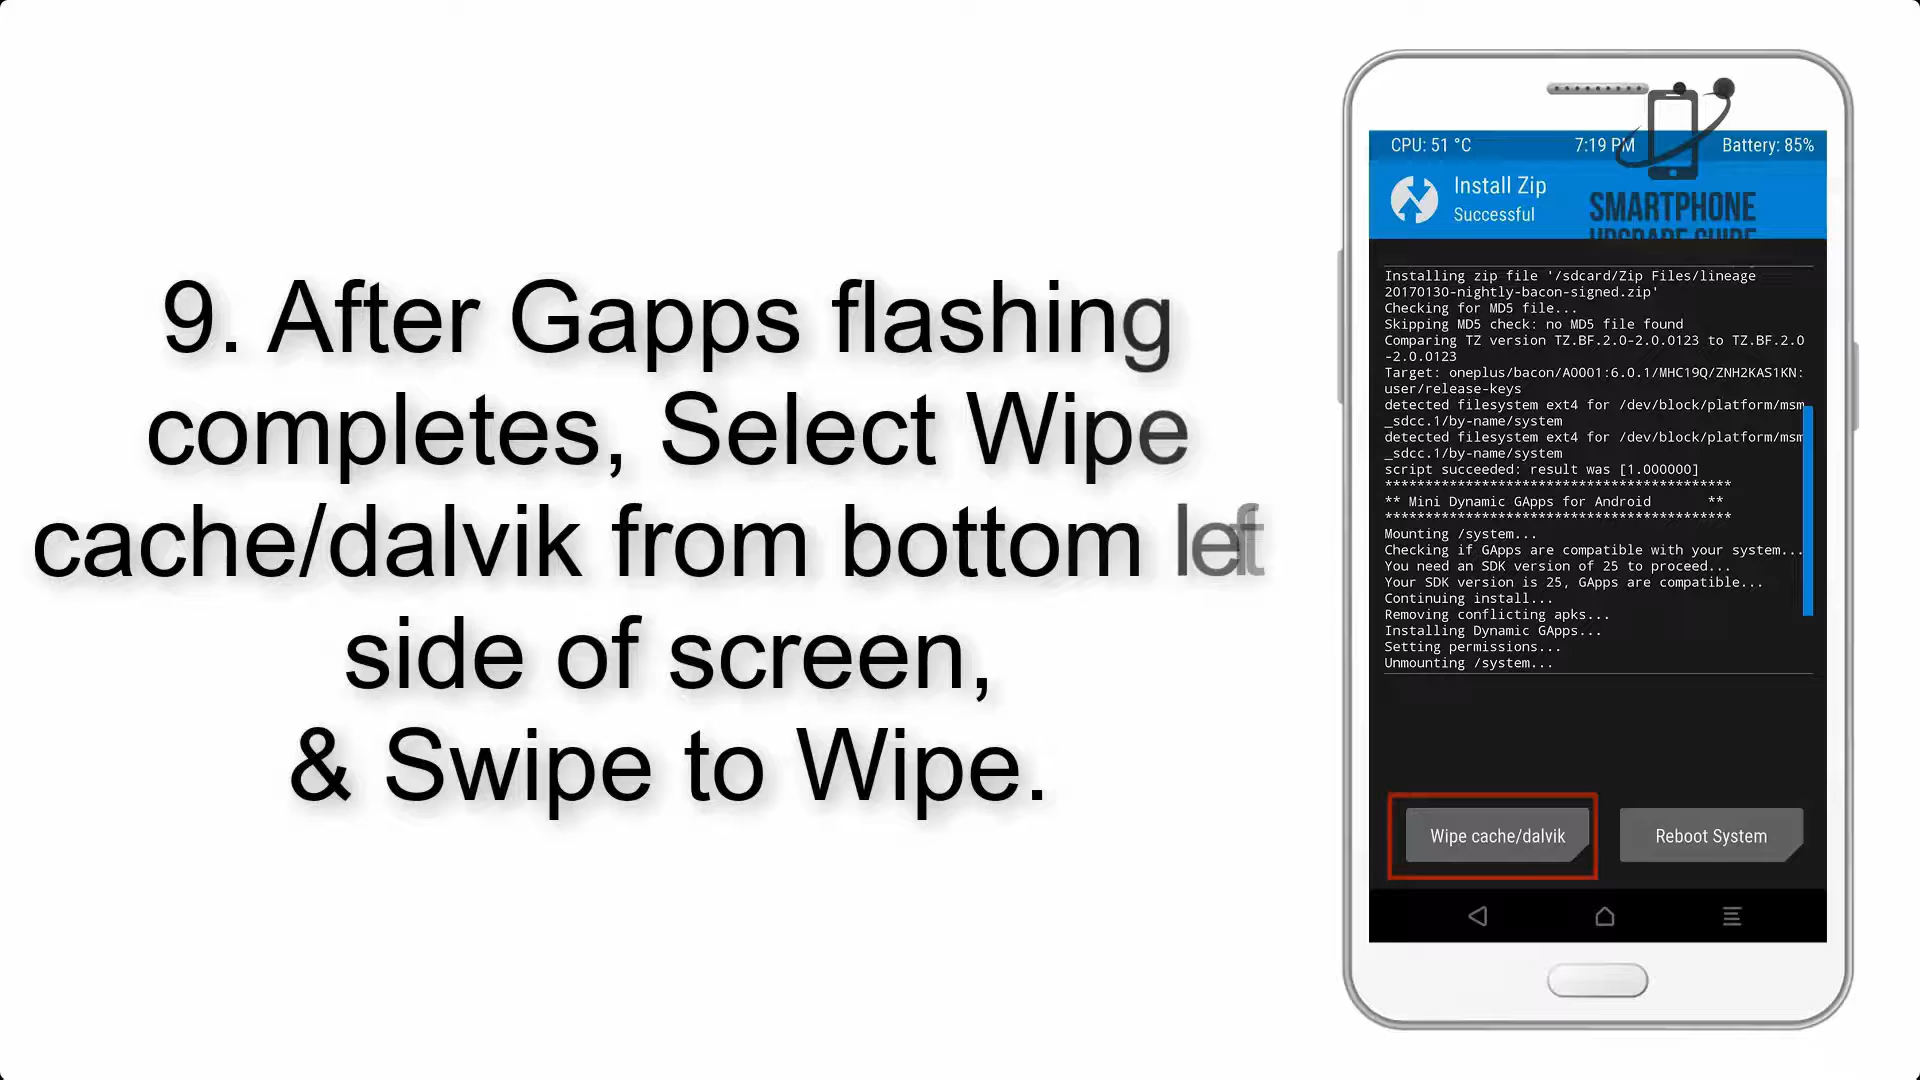 9. After Gapps flashing
completes, Select Wipe
cache/dalvik from bottom left
side of screen,
& Swipe to Wipe.
CPU: 51 °C 7:19 PM Battery: 85%
Install Zip
Successful
SMARTPHONE
UPGRADE GUIDE
Installing zip file '/sdcard/Zip Files/lineage
20170130-nightly-bacon-signed.zip'
Checking for MD5 file...
Skipping MD5 check: no MD5 file found
Comparing TZ version TZ.BF.2.0-2.0.0123 to TZ.BF.2.0
-2.0.0123
Target: oneplus/bacon/A0001:6.0.1/MHC19Q/ZNH2KAS1KN:
user/release-keys
detected filesystem ext4 for /dev/block/platform/msm
_sdcc.1/by-name/system
detected filesystem ext4 for /dev/block/platform/msm
_sdcc.1/by-name/system
script succeeded: result was [1.000000]
*******************************************
** Mini Dynamic GApps for Android **
*******************************************
Mounting /system...
Checking if GApps are compatible with your system...
You need an SDK version of 25 to proceed...
Your SDK version is 25, GApps are compatible...
Continuing install...
Removing conflicting apks...
Installing Dynamic GApps...
Setting permissions...
Unmounting /system...
Wipe cache/dalvik Reboot System